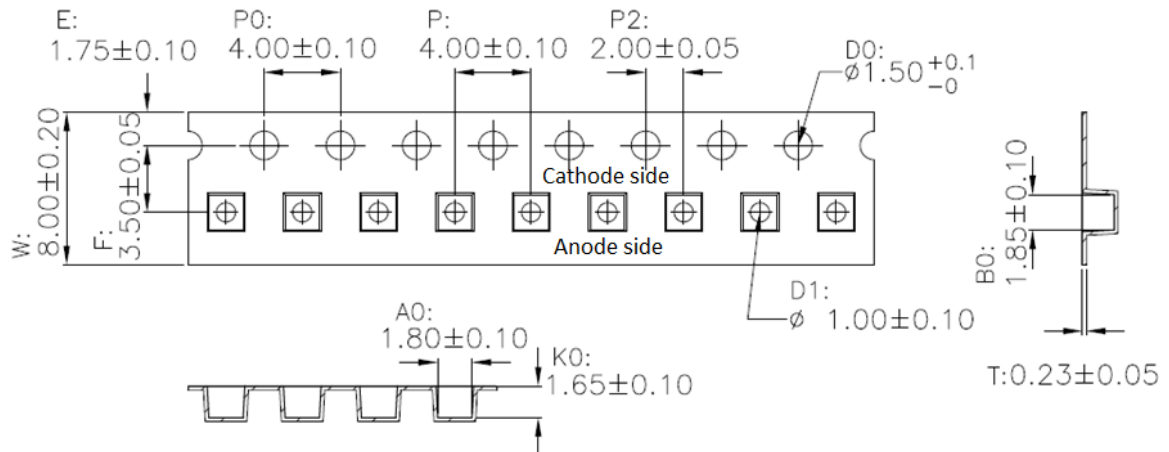 E:
1.75±0.10
P0:
4.00±0.10
P:
4.00±0.10
P2:
2.00±0.05
D0:
ϕ1.50 +0.1
-0
W:
8.00±0.20
F:
3.50±0.05
Cathode side
Anode side
B0:
1.85±0.10
D1:
ϕ 1.00±0.10
A0:
1.80±0.10
K0:
1.65±0.10
T:0.23±0.05